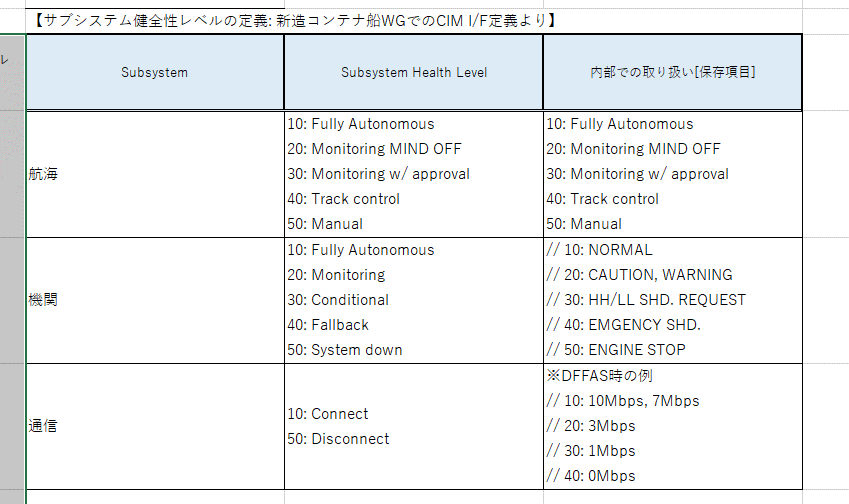 【サブシステム健全性レベルの定義: 新造コンテナ船WGでのCIM I/F定義より】
ル
Subsystem
Subsystem Health Level
内部での取り扱い[保存項目]
航海
10: Fully Autonomous
20: Monitoring MIND OFF
30: Monitoring w/ approval
40: Track control
50: Manual
10: Fully Autonomous
20: Monitoring MIND OFF
30: Monitoring w/ approval
40: Track control
50: Manual
機関
10: Fully Autonomous
20: Monitoring
30: Conditional
40: Fallback
50: System down
// 10: NORMAL
// 20: CAUTION, WARNING
// 30: HH/LL SHD. REQUEST
// 40: EMGENCY SHD.
// 50: ENGINE STOP
通信
10: Connect
50: Disconnect
※DFFAS時の例
// 10: 10Mbps, 7Mbps
// 20: 3Mbps
// 30: 1Mbps
// 40: 0Mbps